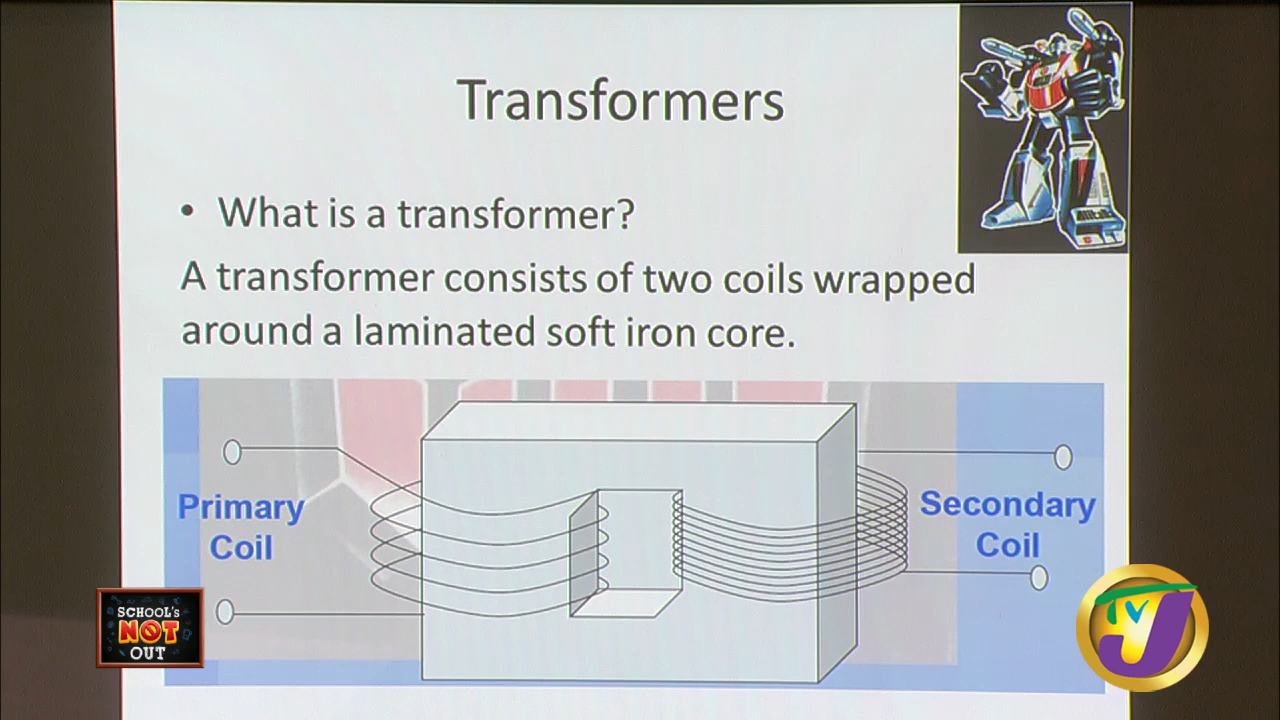 Transformers
• What is a transformer?
A transformer consists of two coils wrapped
around a laminated soft iron core.
Primary
Coil
Secondary
Coil
SCHOOL's
NOT
OUT
TVJ